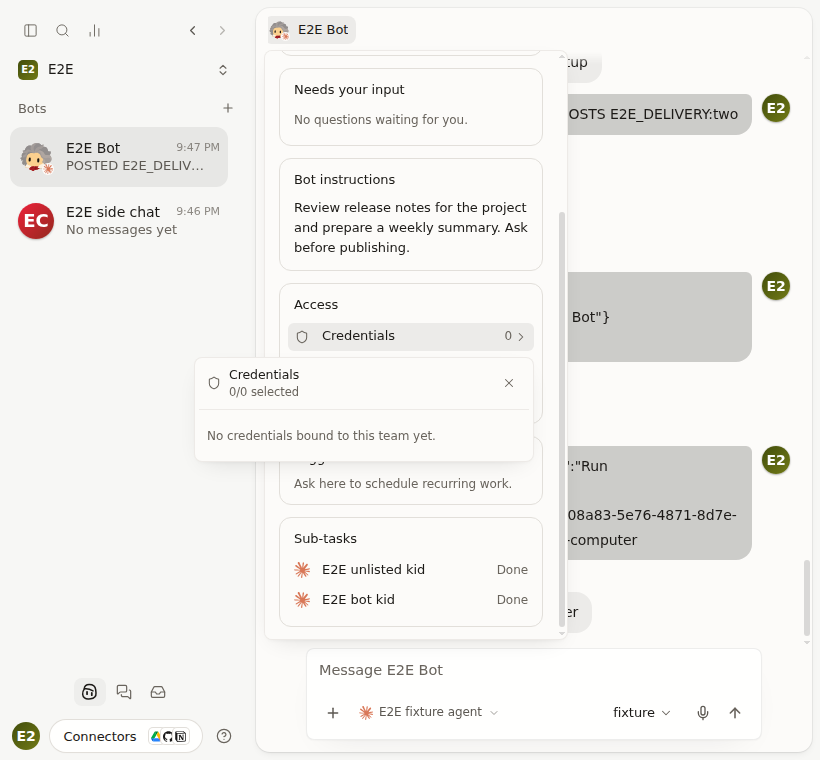 E2 E2E
Bots
E2E Bot 9:47 PM
POSTED E2E_DELIV…
EC E2E side chat 9:46 PM
No messages yet
E2 Connectors
E2E Bot
Needs your input
No questions waiting for you.
Bot instructions
Review release notes for the project
and prepare a weekly summary. Ask
before publishing.
Access
Credentials 0
Credentials
0/0 selected
No credentials bound to this team yet.
Ask here to schedule recurring work.
Sub-tasks
E2E unlisted kid Done
E2E bot kid Done
tup
OSTS E2E_DELIVERY:two E2
Bot"} E2
":"Run E2
08a83-5e76-4871-8d7e-
-computer
er
Message E2E Bot
E2E fixture agent fixture